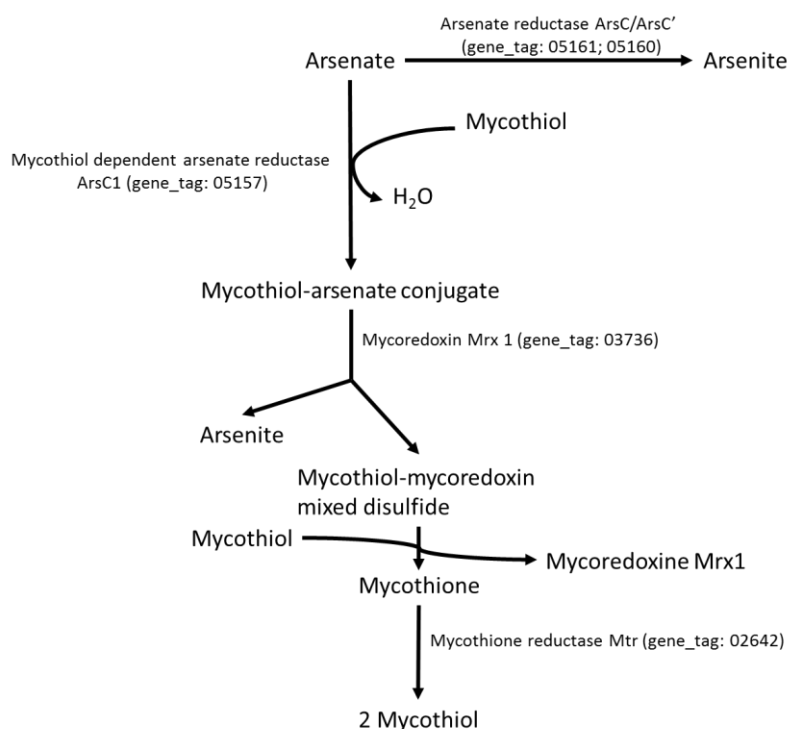 Arsenate reductase ArsC/ArsC’
(gene_tag: 05161; 05160)
Arsenate
Arsenite
Mycothiol
Mycothiol dependent arsenate reductase
ArsC1 (gene_tag: 05157)
H₂O
Mycothiol-arsenate conjugate
Mycoredoxin Mrx 1 (gene_tag: 03736)
Arsenite
Mycothiol-mycoredoxin
mixed disulfide
Mycothiol
Mycoredoxine Mrx1
Mycothione
Mycothione reductase Mtr (gene_tag: 02642)
2 Mycothiol